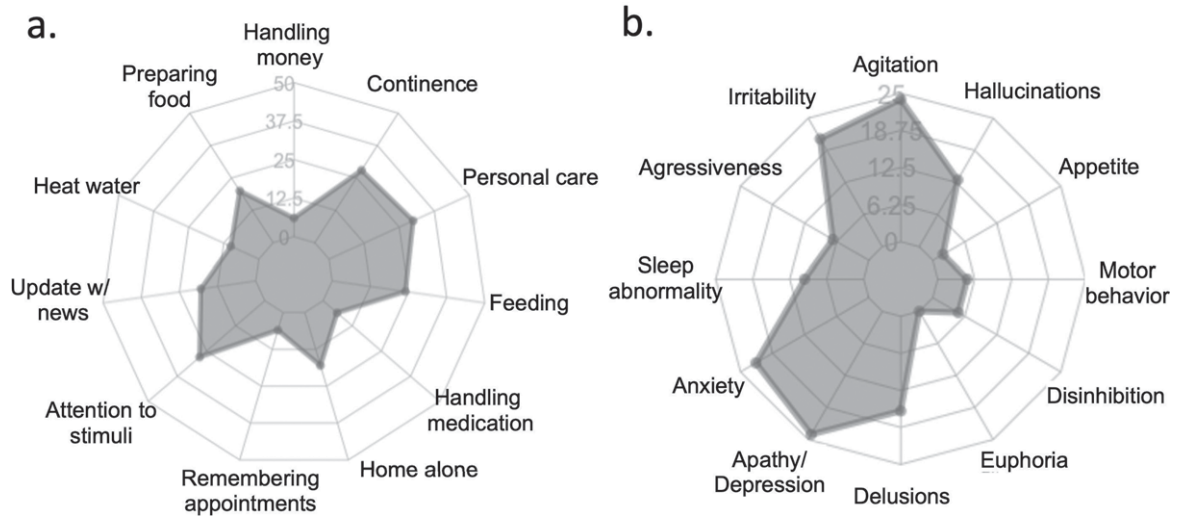 a.
Handling
money
Preparing
food
Continence
50
37.5
25
12.5
0
Heat water
Personal care
Update w/
news
Feeding
Attention to
stimuli
Handling
medication
Remembering
appointments
Home alone
b.
Agitation
Irritability
Hallucinations
25
18.75
12.5
6.25
0
Agressiveness
Appetite
Sleep
abnormality
Motor
behavior
Anxiety
Disinhibition
Apathy/
Depression
Euphoria
Delusions